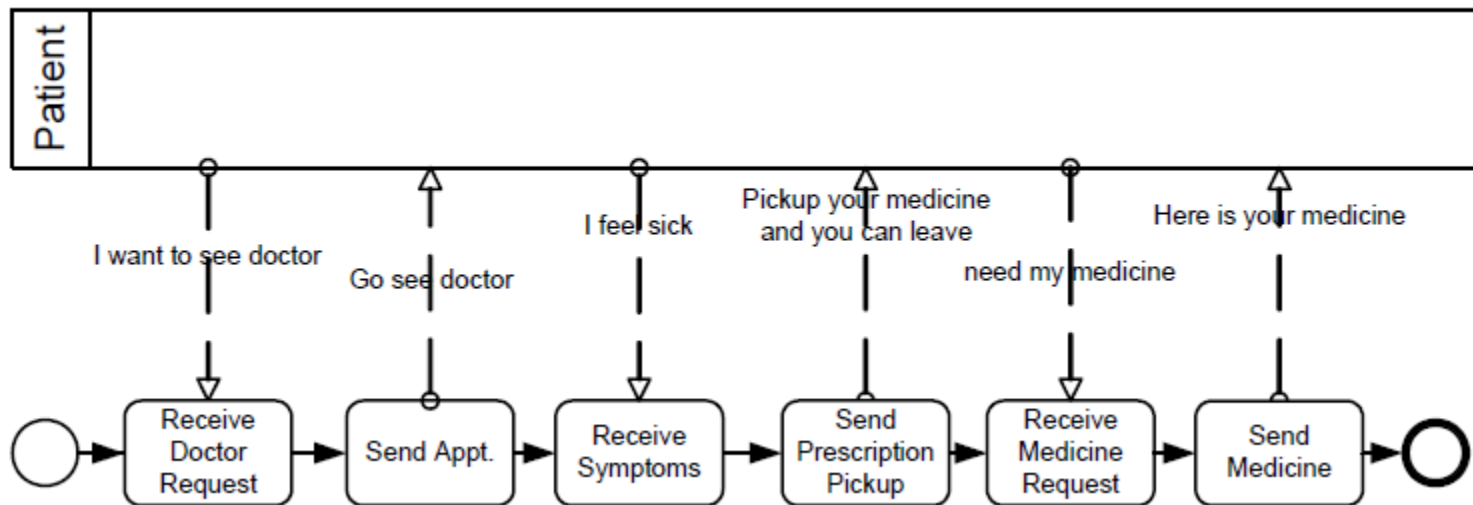 Patient
I want to see doctor
Go see doctor
I feel sick
Pickup your medicine
and you can leave
need my medicine
Here is your medicine
Receive
Doctor
Request
Send Appt.
Receive
Symptoms
Send
Prescription
Pickup
Receive
Medicine
Request
Send
Medicine